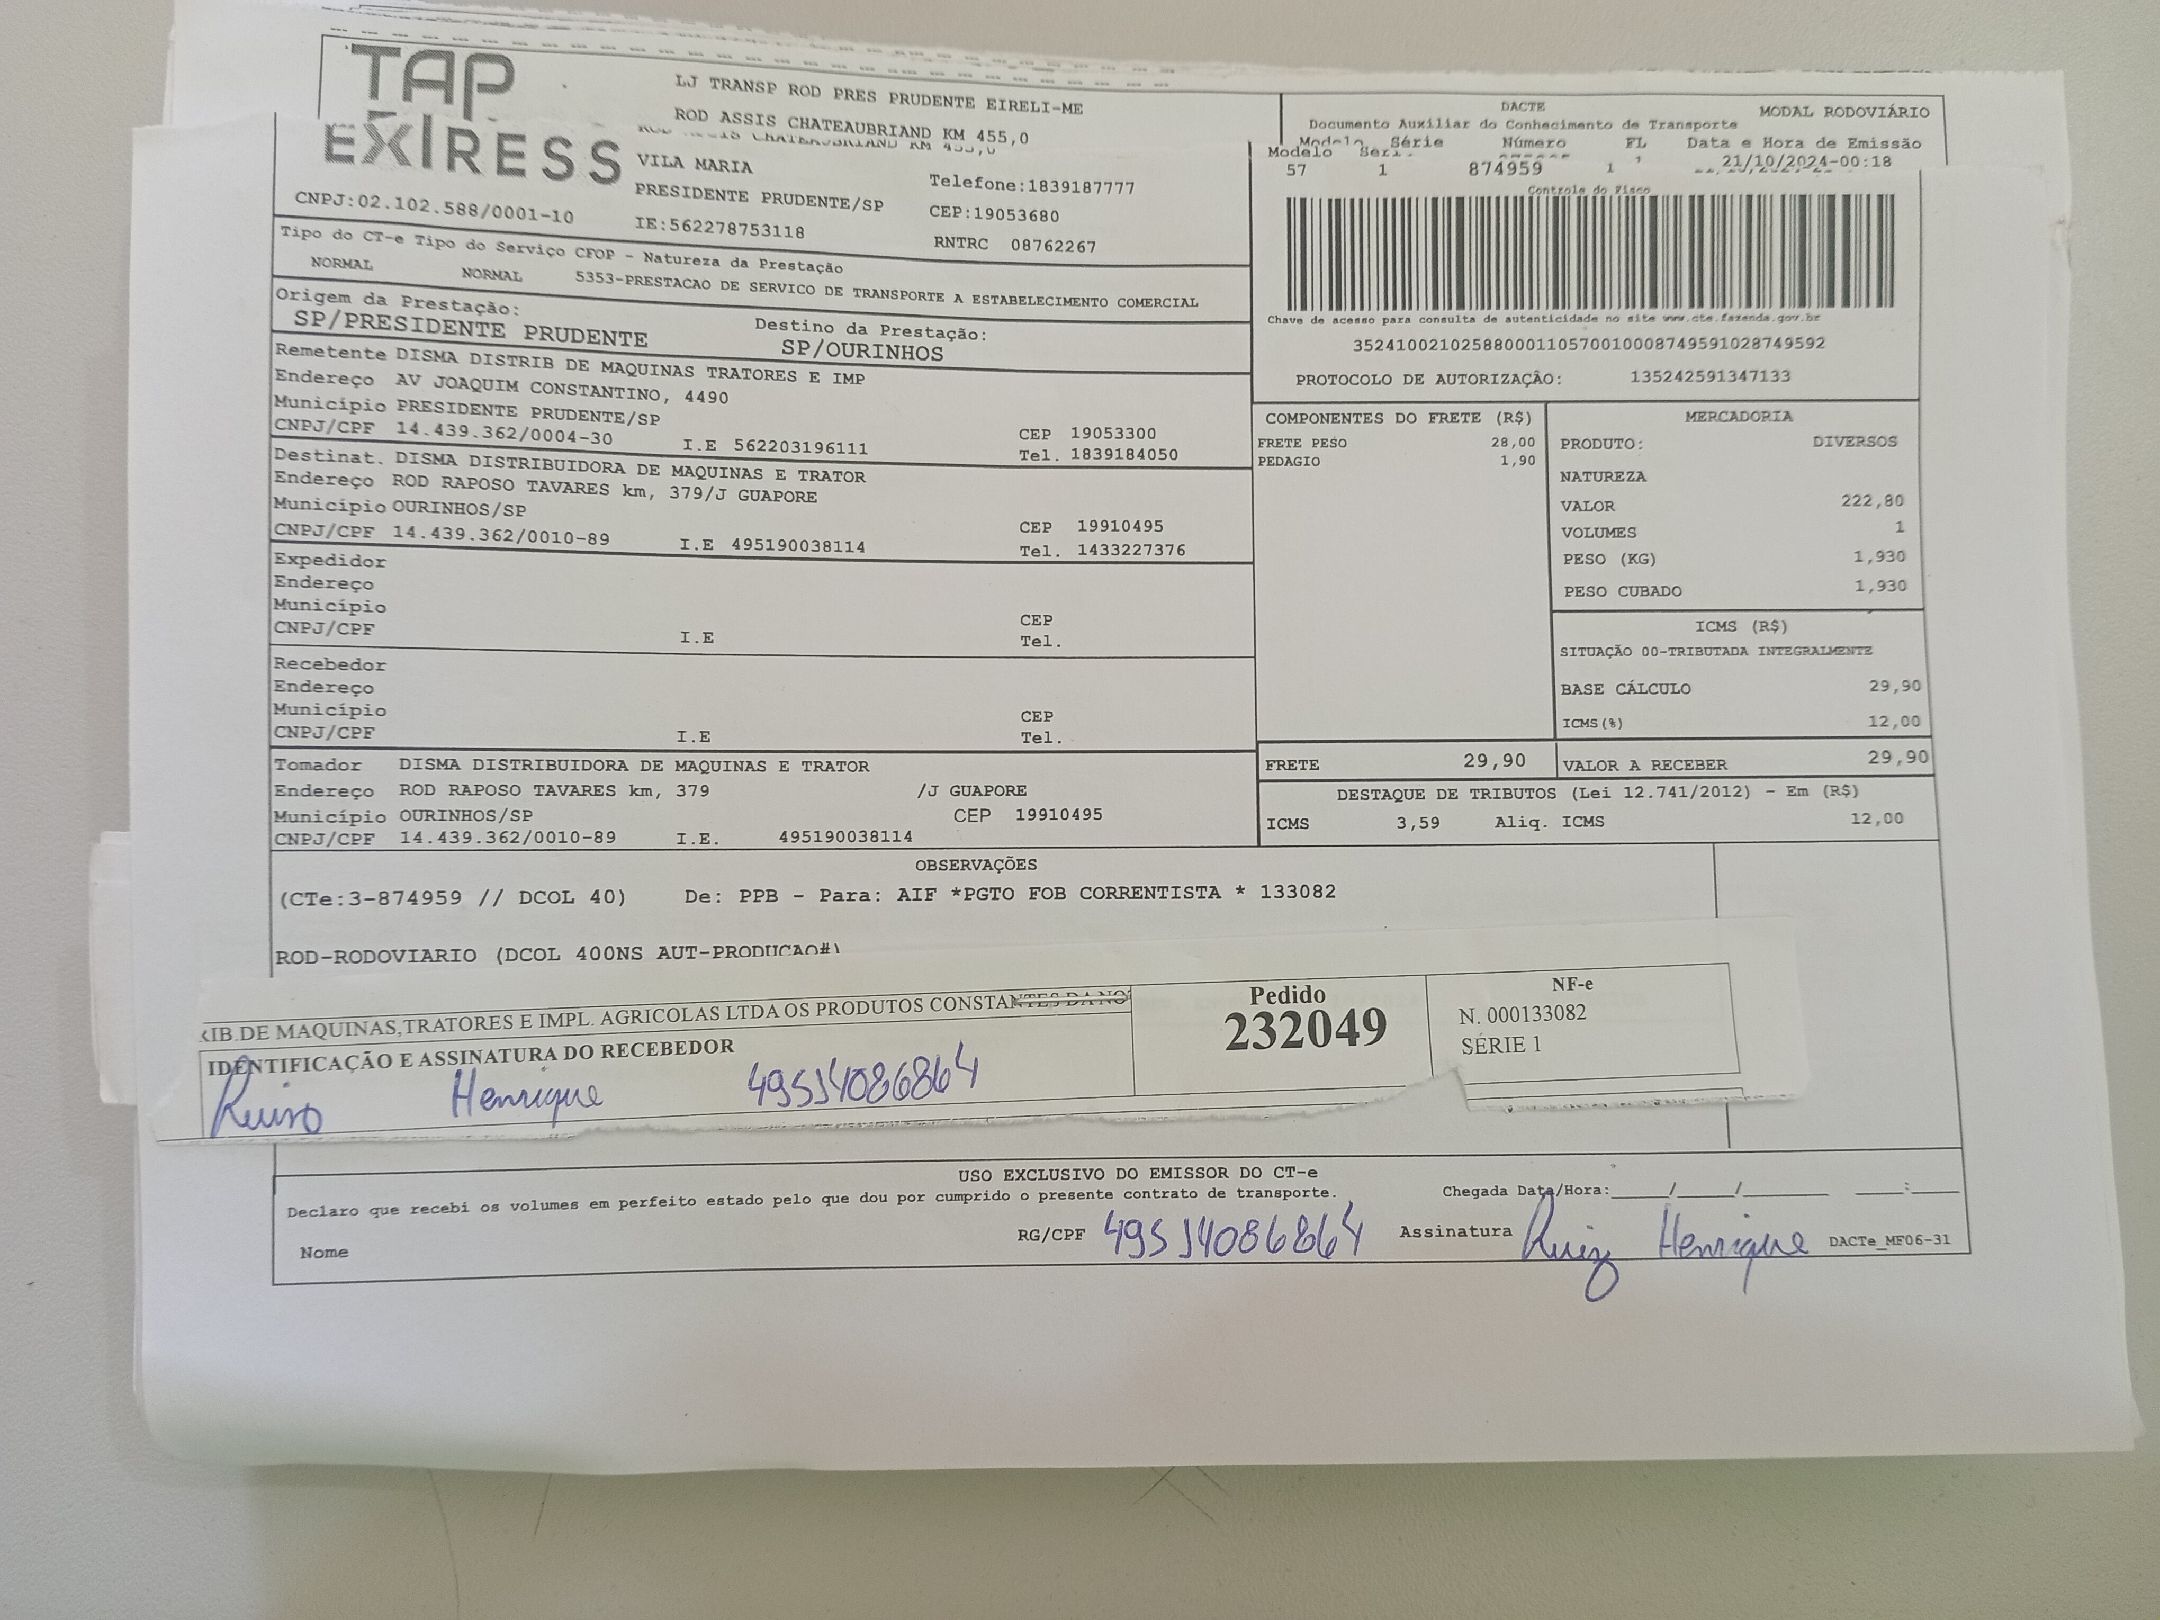 TAP
EXPRESS
LJ TRANSP ROD PRES PRUDENTE EIRELI-ME
ROD ASSIS CHATEAUBRIAND KM 455,0
VILA MARIA
PRESIDENTE PRUDENTE/SP
Telefone:1839187777
CEP:19053680
CNPJ:02.102.588/0001-10
IE:562278753118
RNTRC 08762267
DACTE
MODAL RODOVIÁRIO
Documento Auxiliar do Conhecimento de Transporte
Modelo Série Número FL Data e Hora de Emissão
57 1 874959 1 21/10/2024-00:18
Controle do Fisco
Chave de acesso para consulta de autenticidade no site www.cte.fazenda.gov.br
35241002102588000110570010008749591028749592
PROTOCOLO DE AUTORIZAÇÃO: 135242591347133
Tipo do CT-e Tipo do Serviço CFOP - Natureza da Prestação
NORMAL NORMAL 5353-PRESTACAO DE SERVICO DE TRANSPORTE A ESTABELECIMENTO COMERCIAL
Origem da Prestação: Destino da Prestação:
SP/PRESIDENTE PRUDENTE SP/OURINHOS
Remetente DISMA DISTRIB DE MAQUINAS TRATORES E IMP
Endereço AV JOAQUIM CONSTANTINO, 4490
Município PRESIDENTE PRUDENTE/SP CEP 19053300
CNPJ/CPF 14.439.362/0004-30 I.E 562203196111 Tel. 1839184050
Destinat. DISMA DISTRIBUIDORA DE MAQUINAS E TRATOR
Endereço ROD RAPOSO TAVARES km, 379/J GUAPORE
Município OURINHOS/SP CEP 19910495
CNPJ/CPF 14.439.362/0010-89 I.E 495190038114 Tel. 1433227376
Expedidor
Endereço
Município CEP
CNPJ/CPF I.E Tel.
Recebedor
Endereço
Município CEP
CNPJ/CPF I.E Tel.
Tomador DISMA DISTRIBUIDORA DE MAQUINAS E TRATOR
Endereço ROD RAPOSO TAVARES km, 379 /J GUAPORE
Município OURINHOS/SP CEP 19910495
CNPJ/CPF 14.439.362/0010-89 I.E. 495190038114
COMPONENTES DO FRETE (R$)
FRETE PESO 28,00
PEDAGIO 1,90
MERCADORIA
PRODUTO: DIVERSOS
NATUREZA
VALOR 222,80
VOLUMES 1
PESO (KG) 1,930
PESO CUBADO 1,930
ICMS (R$)
SITUAÇÃO 00-TRIBUTADA INTEGRALMENTE
BASE CÁLCULO 29,90
ICMS(%) 12,00
FRETE 29,90 VALOR A RECEBER 29,90
DESTAQUE DE TRIBUTOS (Lei 12.741/2012) - Em (R$)
ICMS 3,59 Aliq. ICMS 12,00
OBSERVAÇÕES
(CTe:3-874959 // DCOL 40) De: PPB - Para: AIF *PGTO FOB CORRENTISTA * 133082
ROD-RODOVIARIO (DCOL 400NS AUT-PRODUCAO#)
IB.DE MAQUINAS,TRATORES E IMPL. AGRICOLAS LTDA OS PRODUTOS CONSTANTES DA NO
IDENTIFICAÇÃO E ASSINATURA DO RECEBEDOR
Henrique 49514086864
Pedido
232049
NF-e
N. 000133082
SÉRIE 1
USO EXCLUSIVO DO EMISSOR DO CT-e
Declaro que recebi os volumes em perfeito estado pelo que dou por cumprido o presente contrato de transporte. Chegada Data/Hora:____/____/______ ____:____
Nome RG/CPF 49514086864 Assinatura Ruiz Henrique DACTe_MF06-31